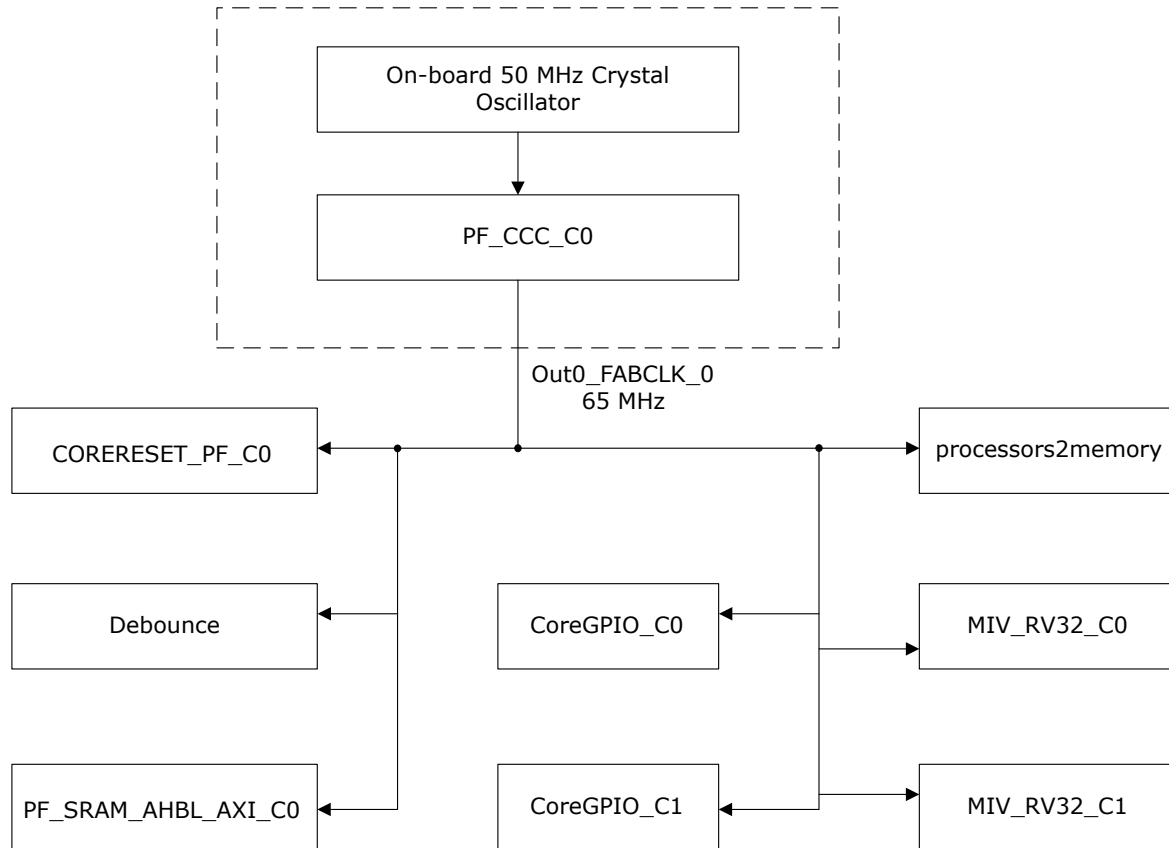 On-board 50 MHz Crystal
Oscillator
PF_CCC_C0
Out0_FABCLK_0
65 MHz
CORERESET_PF_C0
processors2memory
Debounce
CoreGPIO_C0
MIV_RV32_C0
PF_SRAM_AHBL_AXI_C0
CoreGPIO_C1
MIV_RV32_C1